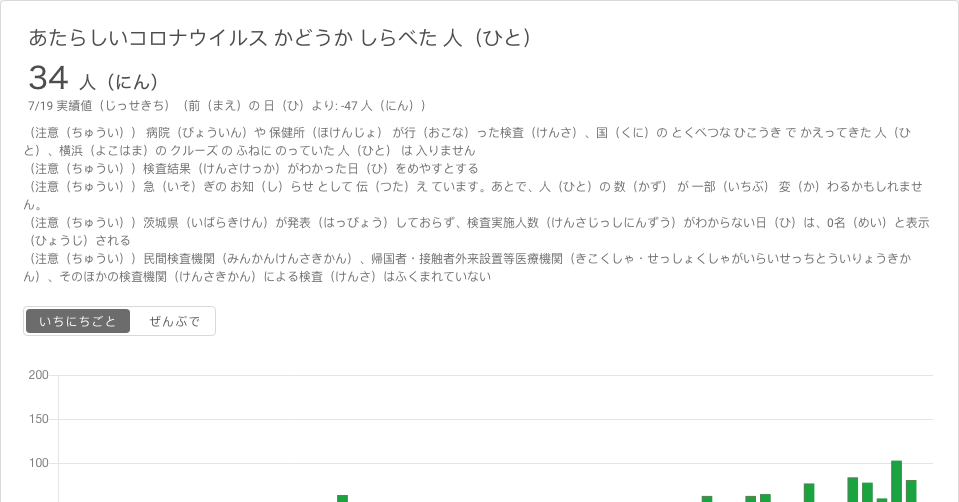 あたらしいコロナウイルス かどうか しらべた 人（ひと）
34 人（にん）
7/19 実績値（じっせきち）（前（まえ）の 日（ひ）より: -47 人（にん））
（注意（ちゅうい））病院（びょういん）や 保健所（ほけんじょ） が行（おこな）った検査（けんさ）、国（くに）の とくべつな ひこうき で かえってきた 人（ひ
と）、横浜（よこはま）の クルーズ の ふねに のっていた 人（ひと） は 入りません
（注意（ちゅうい））検査結果（けんさけっか）がわかった日（ひ）をめやすとする
（注意（ちゅうい））急（いそ）ぎの お知（し）らせ として 伝（つた）え ています。あとで、人（ひと）の 数（かず） が 一部（いちぶ） 変（か）わるかもしれませ
ん。
（注意（ちゅうい））茨城県（いばらきけん）が発表（はっぴょう）しておらず、検査実施人数（けんさじっしにんずう）がわからない日（ひ）は、0名（めい）と表示
（ひょうじ）される
（注意（ちゅうい））民間検査機関（みんかんけんさきかん）、帰国者・接触者外来設置等医療機関（きこくしゃ・せっしょくしゃがいらいせっちとういりょうきか
ん）、そのほかの検査機関（けんさきかん）による検査（けんさ）はふくまれていない
いちにちごと ぜんぶで
200
150
100